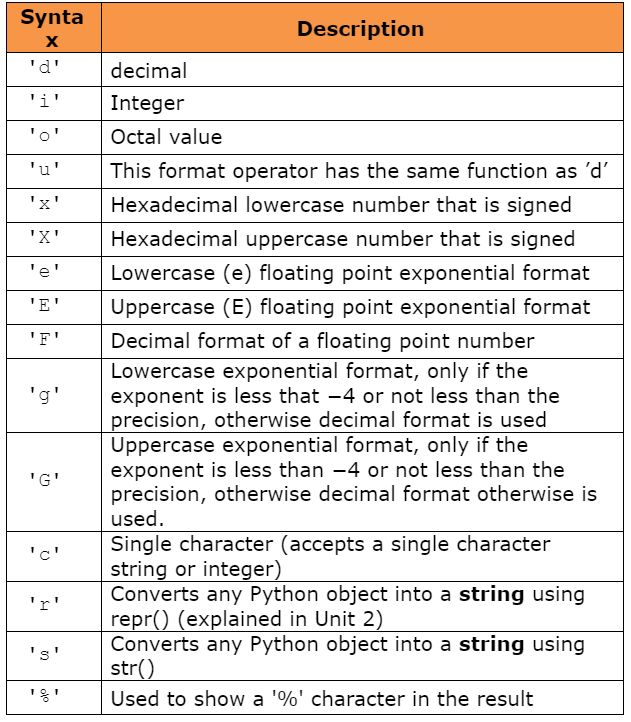 Synta
x
Description
'd'
decimal
'i'
Integer
'o'
Octal value
'u'
This format operator has the same function as ’d’
'x'
Hexadecimal lowercase number that is signed
'X'
Hexadecimal uppercase number that is signed
'e'
Lowercase (e) floating point exponential format
'E'
Uppercase (E) floating point exponential format
'F'
Decimal format of a floating point number
'g'
Lowercase exponential format, only if the
exponent is less that −4 or not less than the
precision, otherwise decimal format is used
'G'
Uppercase exponential format, only if the
exponent is less than −4 or not less than the
precision, otherwise decimal format otherwise is
used.
'c'
Single character (accepts a single character
string or integer)
'r'
Converts any Python object into a string using
repr() (explained in Unit 2)
's'
Converts any Python object into a string using
str()
'%'
Used to show a '%' character in the result